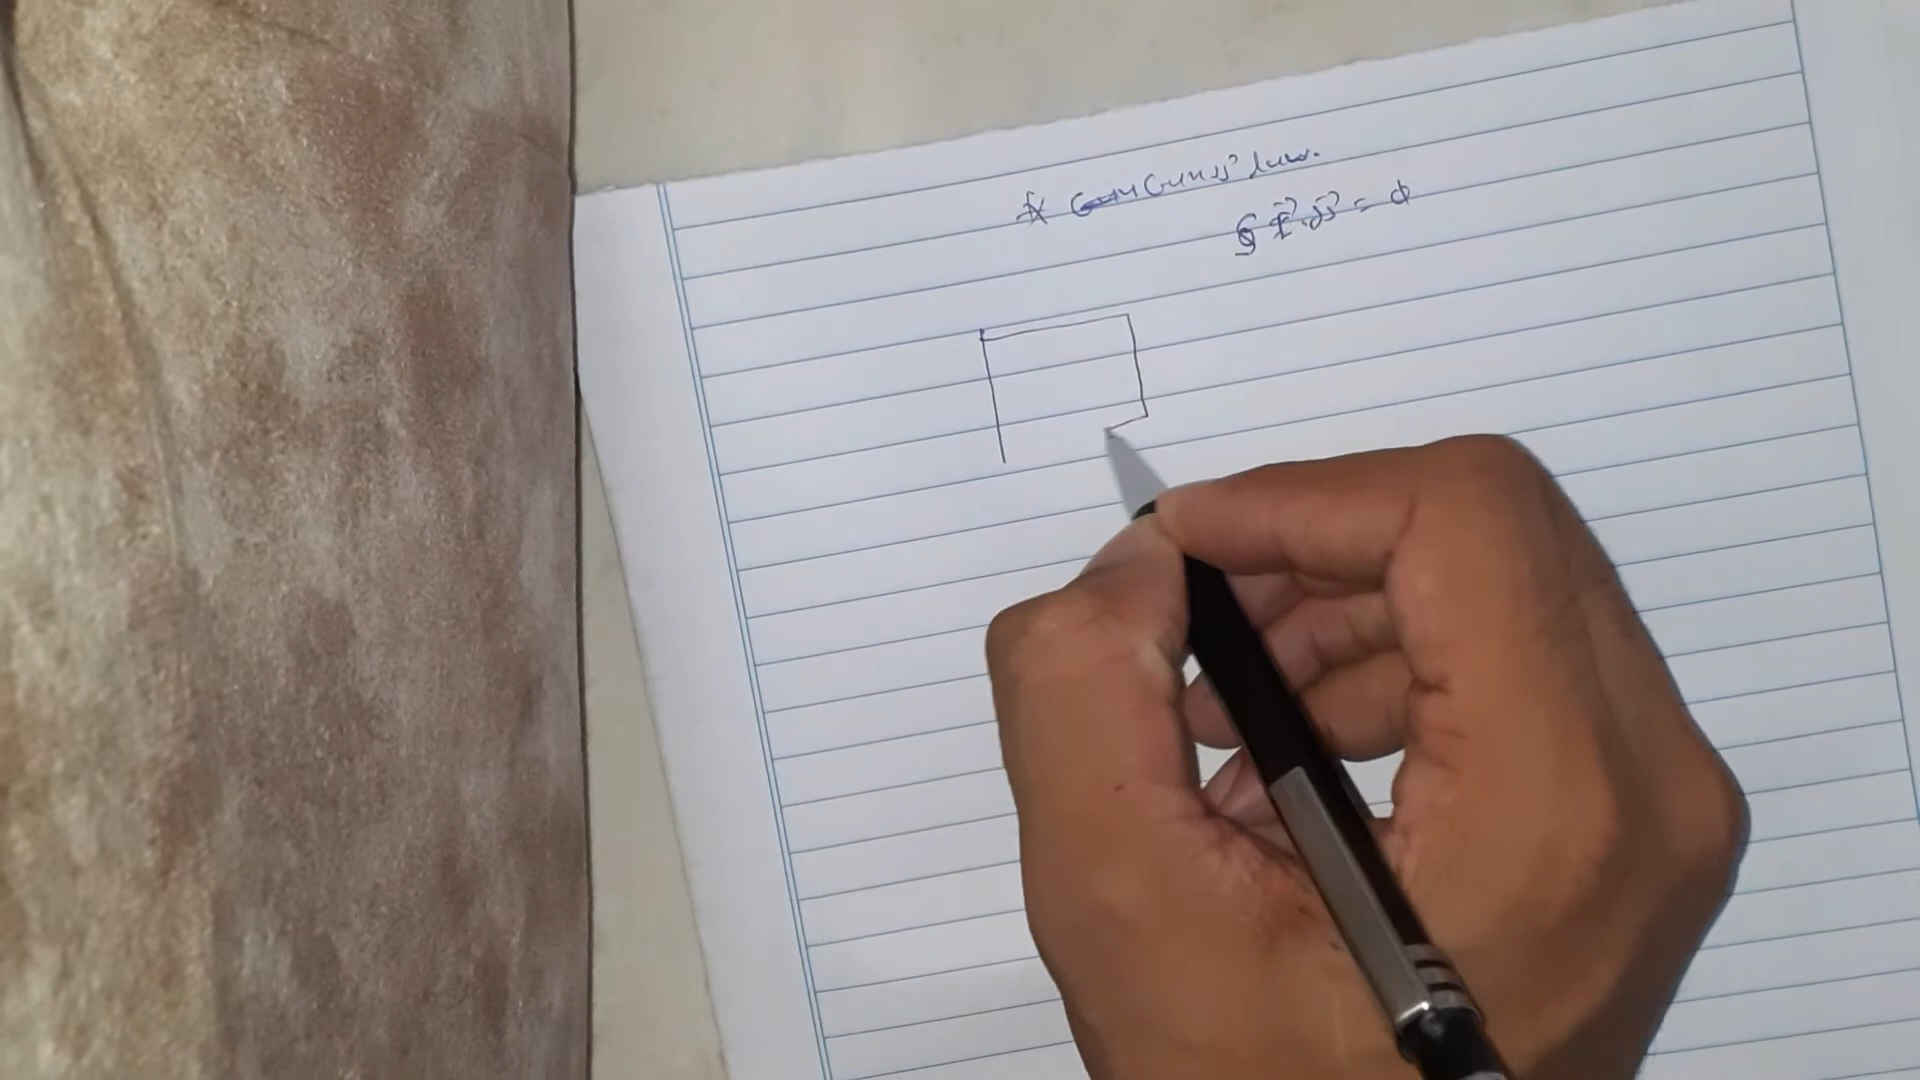 * Gauss' law.
∮ E⃗.ds⃗ = ϕ